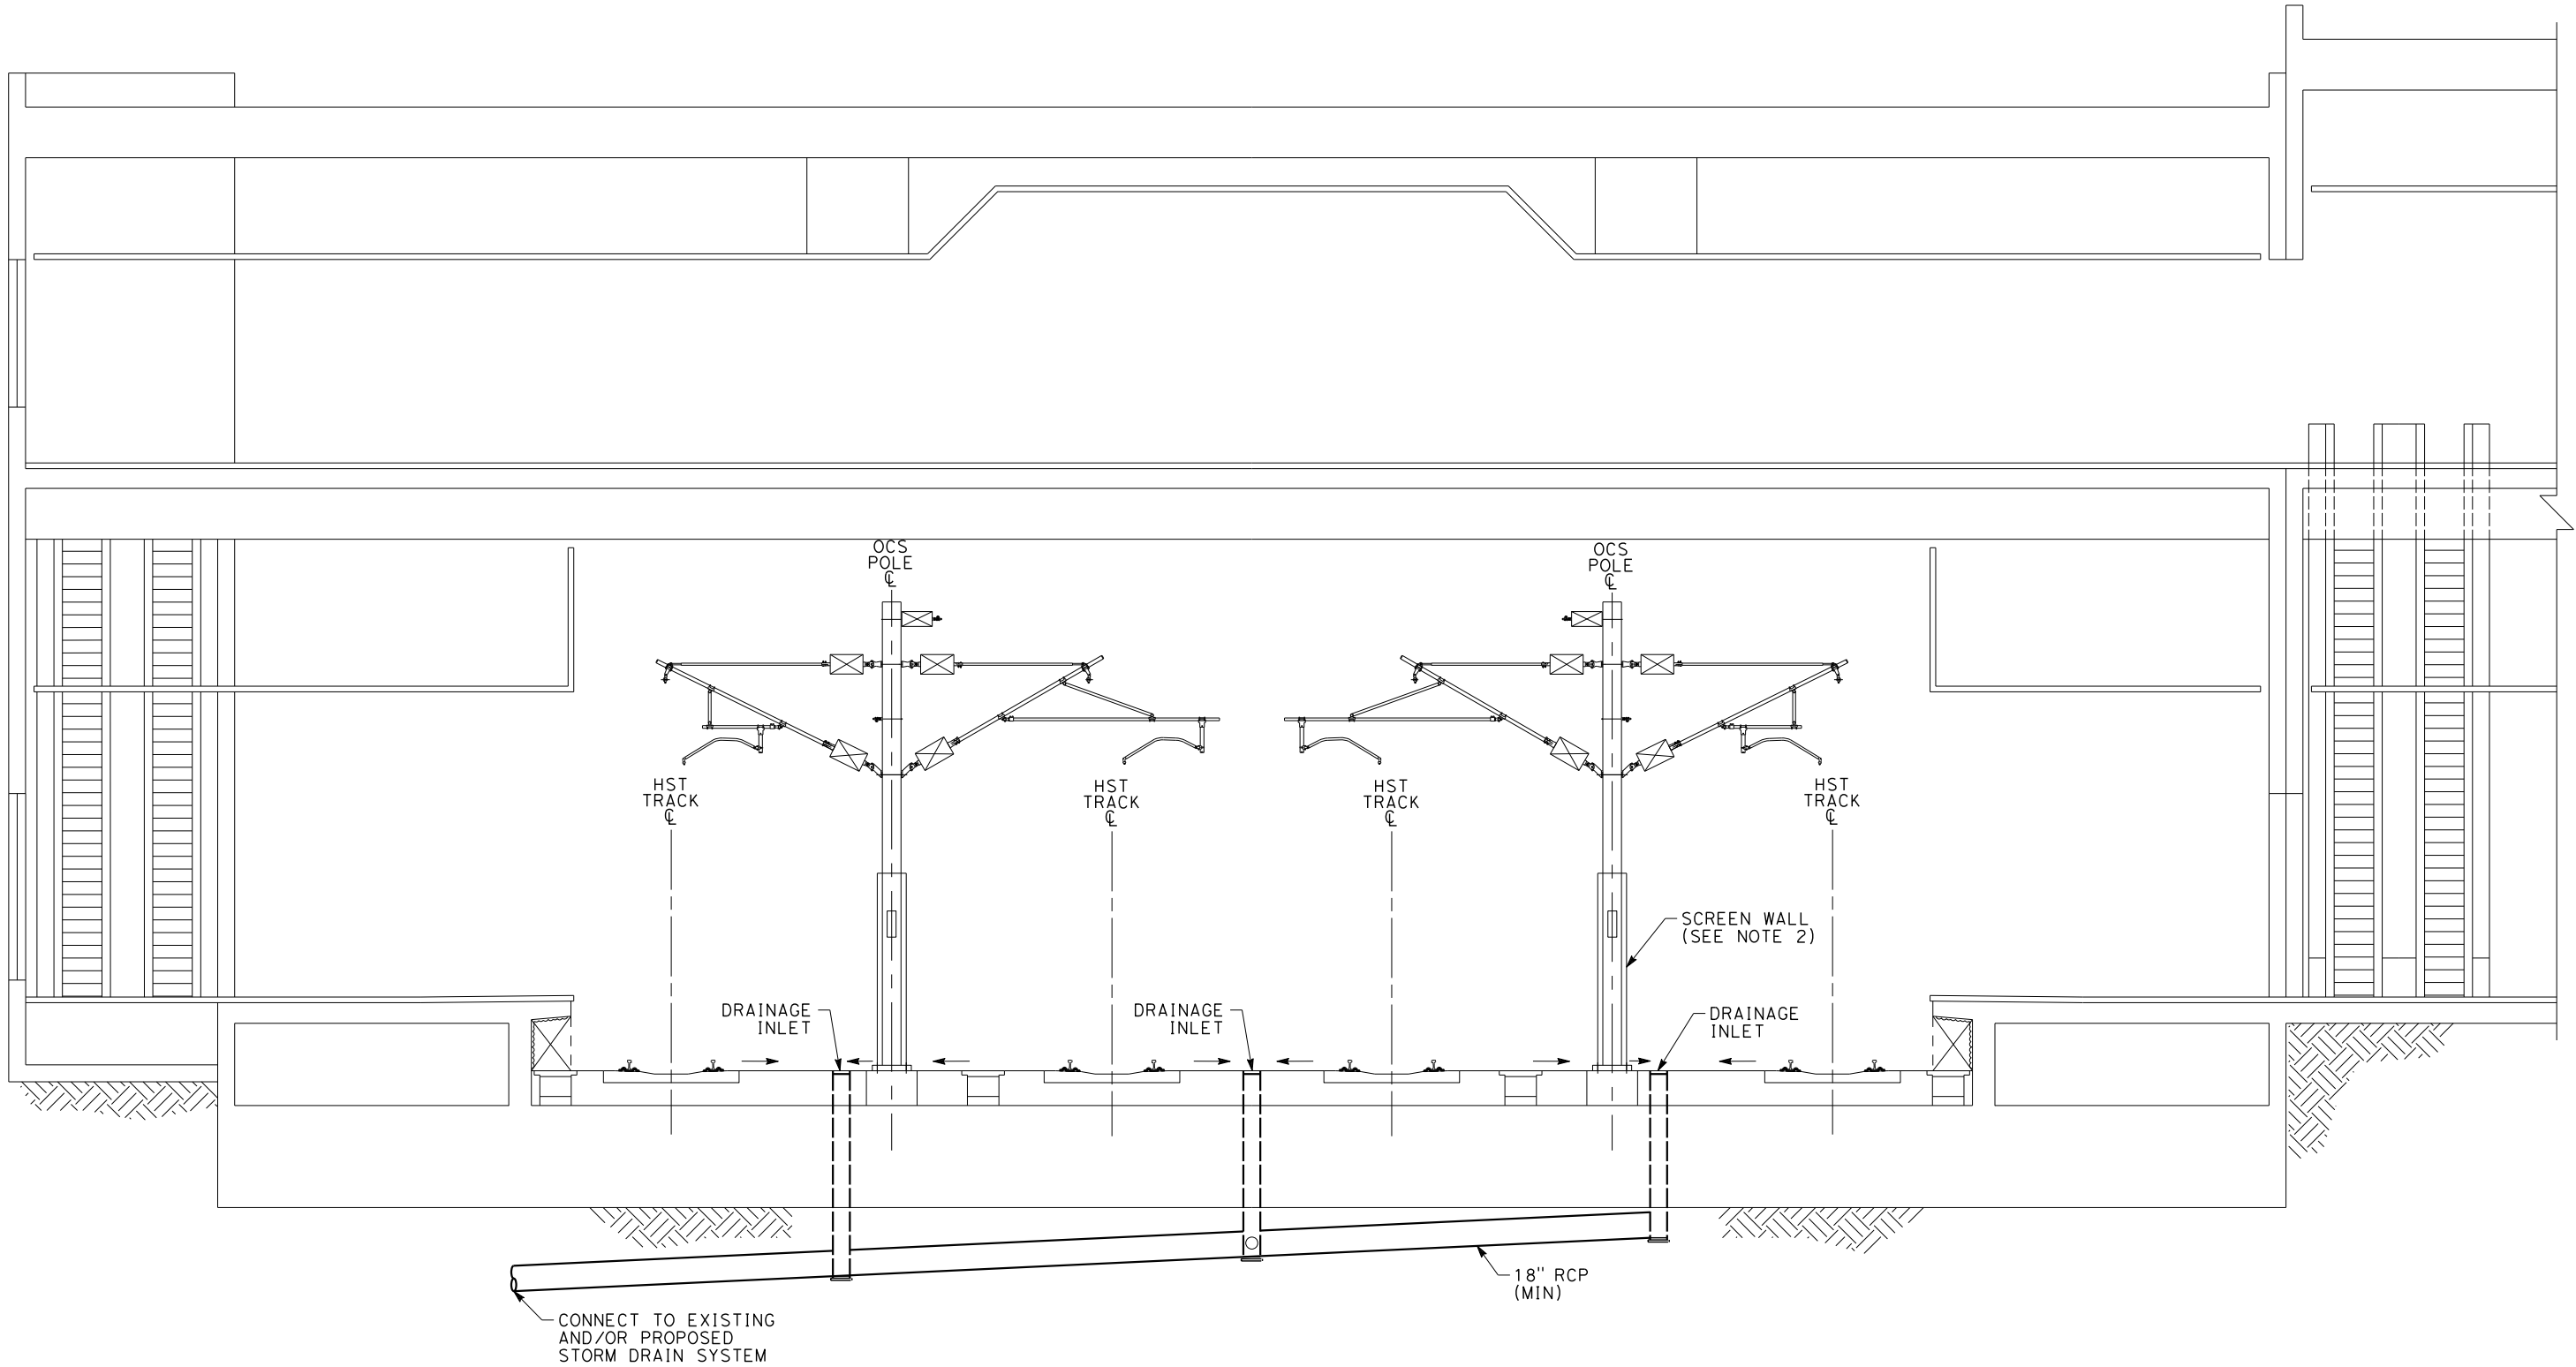 OCS
POLE
℄
OCS
POLE
℄
HST
TRACK
℄
HST
TRACK
℄
HST
TRACK
℄
HST
TRACK
℄
SCREEN WALL
(SEE NOTE 2)
DRAINAGE
INLET
DRAINAGE
INLET
DRAINAGE
INLET
18" RCP
(MIN)
CONNECT TO EXISTING
AND/OR PROPOSED
STORM DRAIN SYSTEM